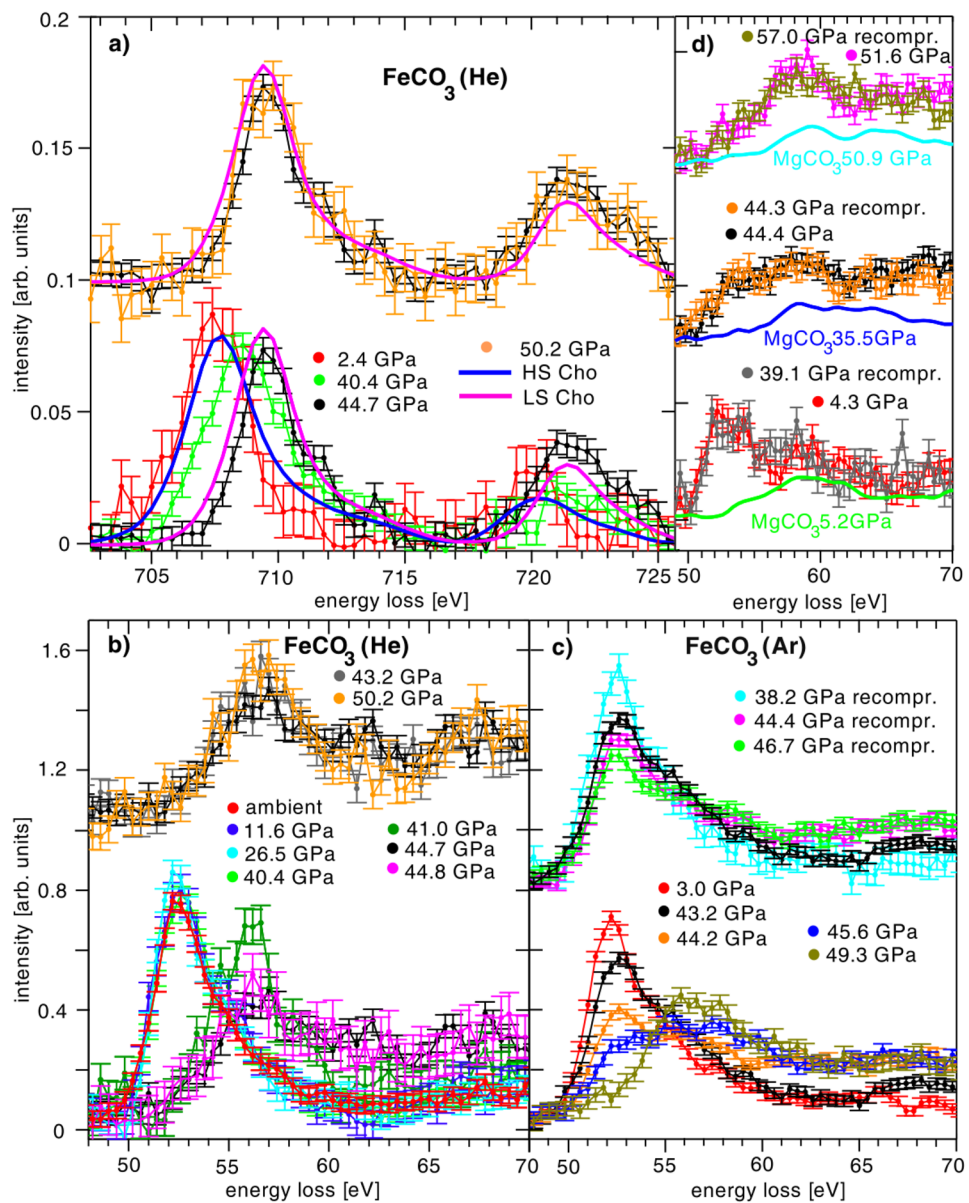 a)
FeCO3 (He)
0.2
0.15
0.1
0.05
0
intensity [arb. units]
2.4 GPa
40.4 GPa
44.7 GPa
50.2 GPa
HS Cho
LS Cho
705 710 715 720 725
energy loss [eV]
d)
57.0 GPa recompr.
51.6 GPa
MgCO3 50.9 GPa
44.3 GPa recompr.
44.4 GPa
MgCO3 35.5GPa
39.1 GPa recompr.
4.3 GPa
MgCO3 5.2GPa
50 60 70
energy loss [eV]
b)
FeCO3 (He)
43.2 GPa
50.2 GPa
1.6
1.2
0.8
0.4
0
intensity [arb. units]
ambient
11.6 GPa
26.5 GPa
40.4 GPa
41.0 GPa
44.7 GPa
44.8 GPa
50 55 60 65 70
energy loss [eV]
c)
FeCO3 (Ar)
38.2 GPa recompr.
44.4 GPa recompr.
46.7 GPa recompr.
3.0 GPa
43.2 GPa
44.2 GPa
45.6 GPa
49.3 GPa
50 55 60 65 70
energy loss [eV]